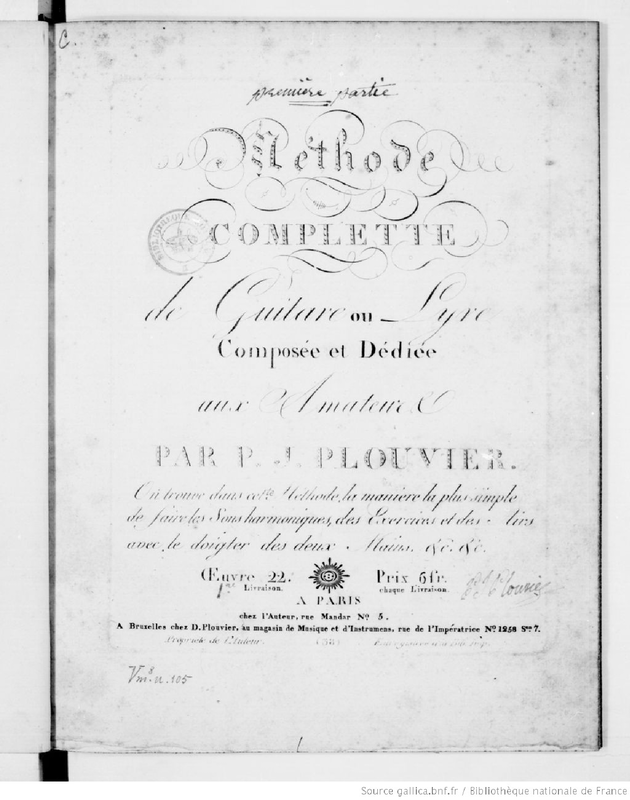 C.
première partie
Méthode
COMPLETTE
de Guitare ou Lyre
Composée et Dédiée
aux Amateurs
PAR P. J. PLOUVIER.
On trouve dans cette Méthode, la manière la plus simple
de faire les Sons harmoniques, des Exercices et des Airs
avec le doigter des deux Mains. &c. &c.
Œuvre 22. Prix 6 fr.
Livraison. chaque Livraison.
A PARIS
chez l'Auteur, rue Mandar Nº 5.
A Bruxelles chez D. Plouvier, au magasin de Musique et d'Instrumens, rue de l'Impératrice Nº 1258 Son 7.
Propriété de l'Auteur. (38)
Vm⁸ u. 105
Source gallica.bnf.fr / Bibliothèque nationale de France